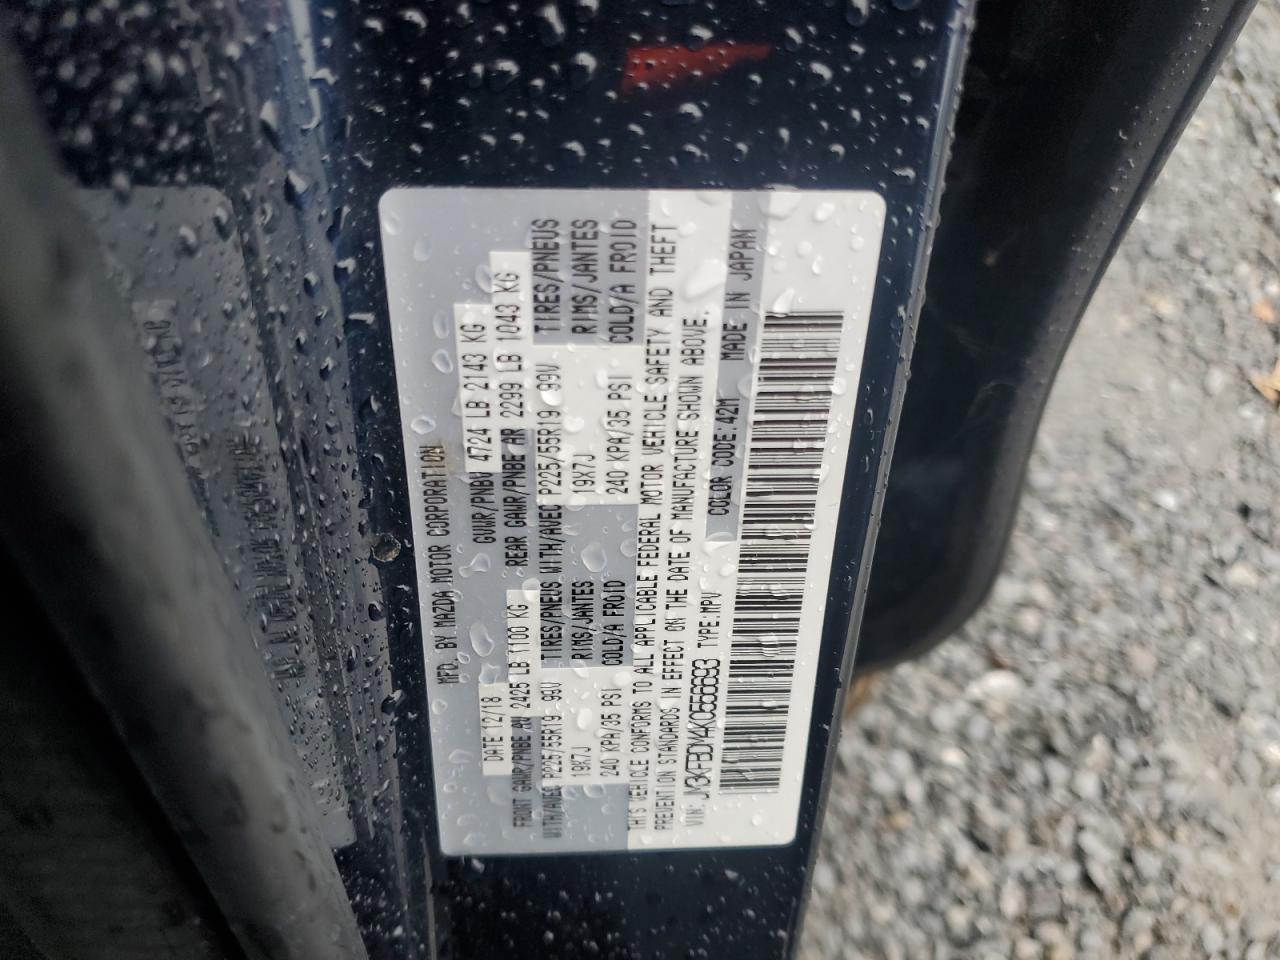 MFD. BY MAZDA MOTOR CORPORATION
DATE 12/18 GVWR/PNBV 4724 LB 2143 KG
FRONT GAWR/PNBE AV 2425 LB 1100 KG REAR GAWR/PNBE AR 2299 LB 1043 KG
WITH/AVEC P225/55R19 99V TIRES/PNEUS WITH/AVEC P225/55R19 99V TIRES/PNEUS
19X7J RIMS/JANTES 19X7J RIMS/JANTES
240 KPA/35 PSI COLD/A FROID 240 KPA/35 PSI COLD/A FROID
THIS VEHICLE CONFORMS TO ALL APPLICABLE FEDERAL MOTOR VEHICLE SAFETY AND THEFT
PREVENTION STANDARDS IN EFFECT ON THE DATE OF MANUFACTURE SHOWN ABOVE.
VIN: TYPE:MPV COLOR CODE:42M MADE IN JAPAN